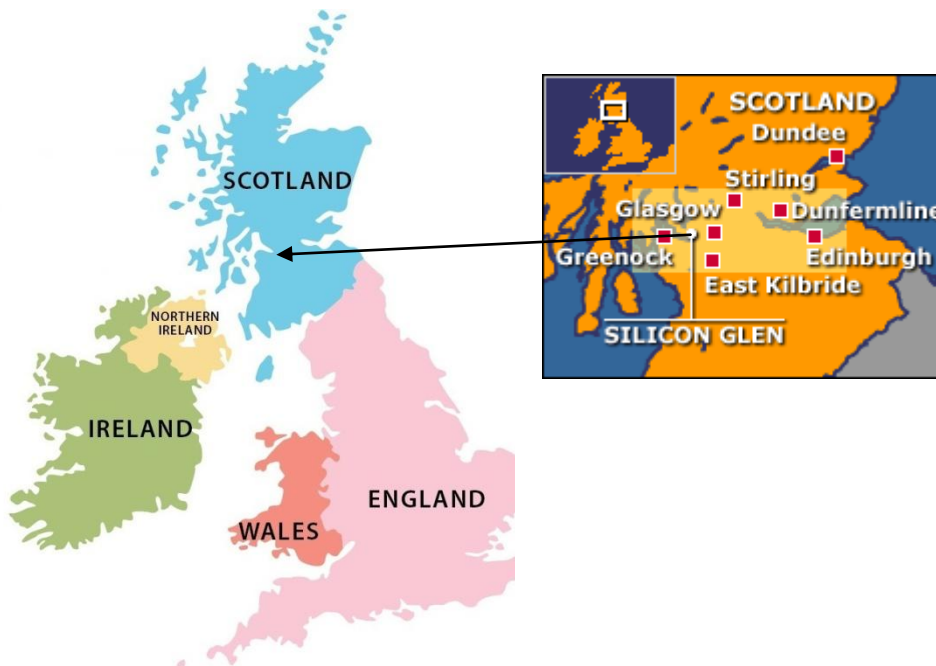 SCOTLAND
NORTHERN
IRELAND
IRELAND
WALES
ENGLAND
SCOTLAND
Dundee
Stirling
Glasgow
Dunfermline
Greenock
Edinburgh
East Kilbride
SILICON GLEN